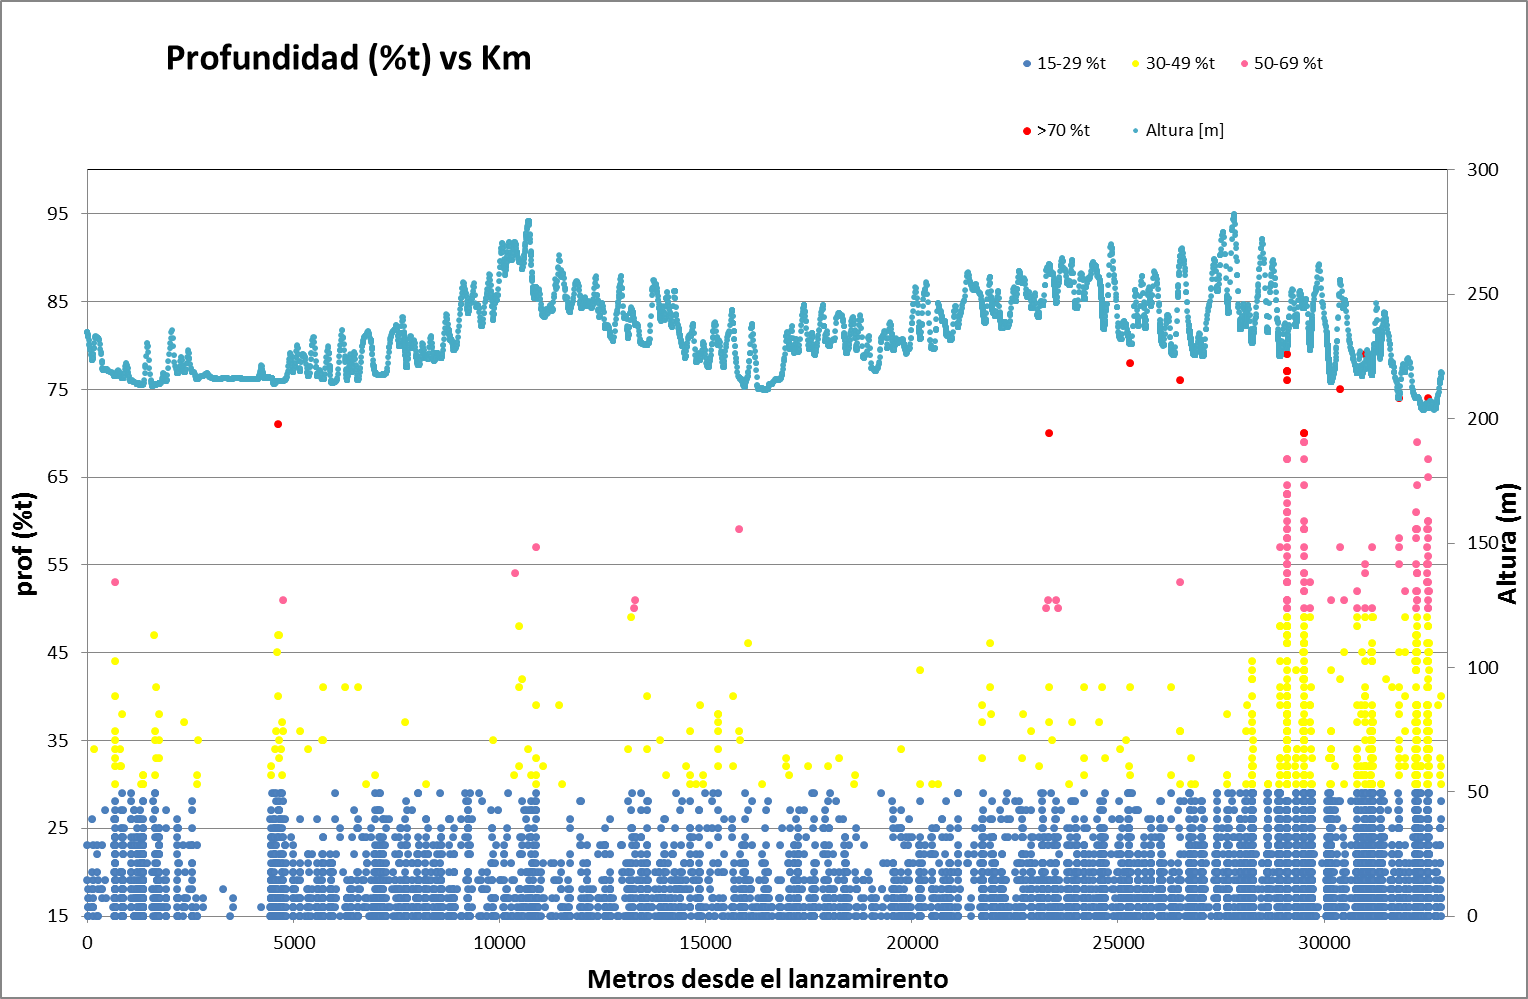 Profundidad (%t) vs Km
15-29 %t
30-49 %t
50-69 %t
>70 %t
Altura [m]
95
85
75
65
55
45
35
25
15
prof (%t)
300
250
200
150
100
50
0
Altura (m)
0
5000
10000
15000
20000
25000
30000
Metros desde el lanzamirento